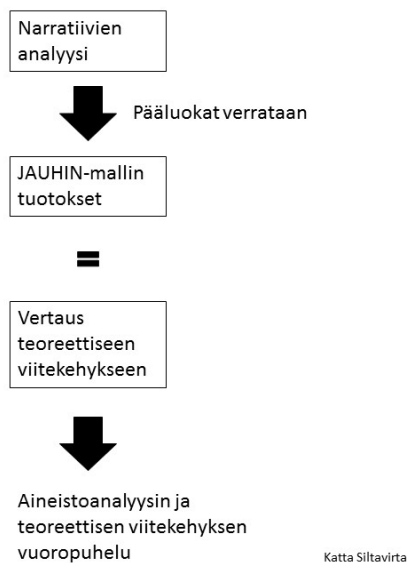 Narratiivien
analyysi
Pääluokat verrataan
JAUHIN-mallin
tuotokset
=
Vertaus
teoreettiseen
viitekehykseen
Aineistoanalyysin ja
teoreettisen viitekehyksen
vuoropuhelu
Katta Siltavirta